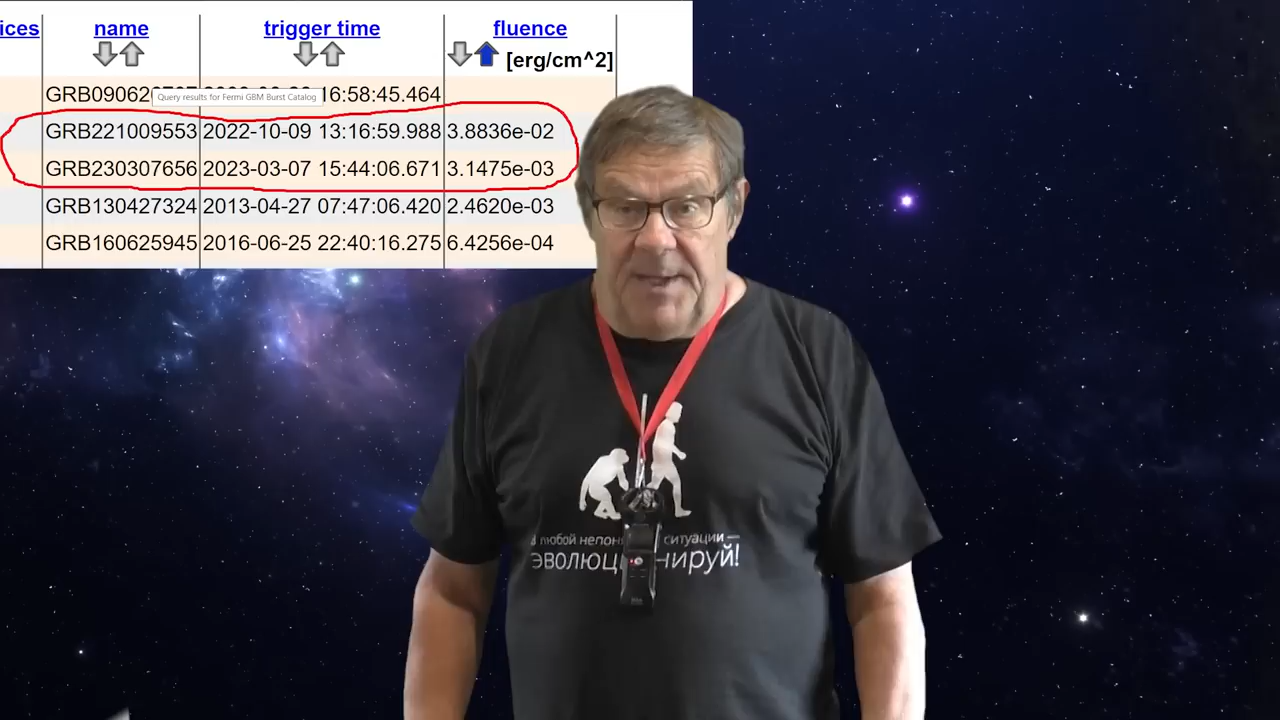 ices name trigger time fluence
[erg/cm^2]
GRB09062 16:58:45.464
Query results for Fermi GBM Burst Catalog
GRB221009553 2022-10-09 13:16:59.988 3.8836e-02
GRB230307656 2023-03-07 15:44:06.671 3.1475e-03
GRB130427324 2013-04-27 07:47:06.420 2.4620e-03
GRB160625945 2016-06-25 22:40:16.275 6.4256e-04
любой непон ситуации —
эволюц нируй!